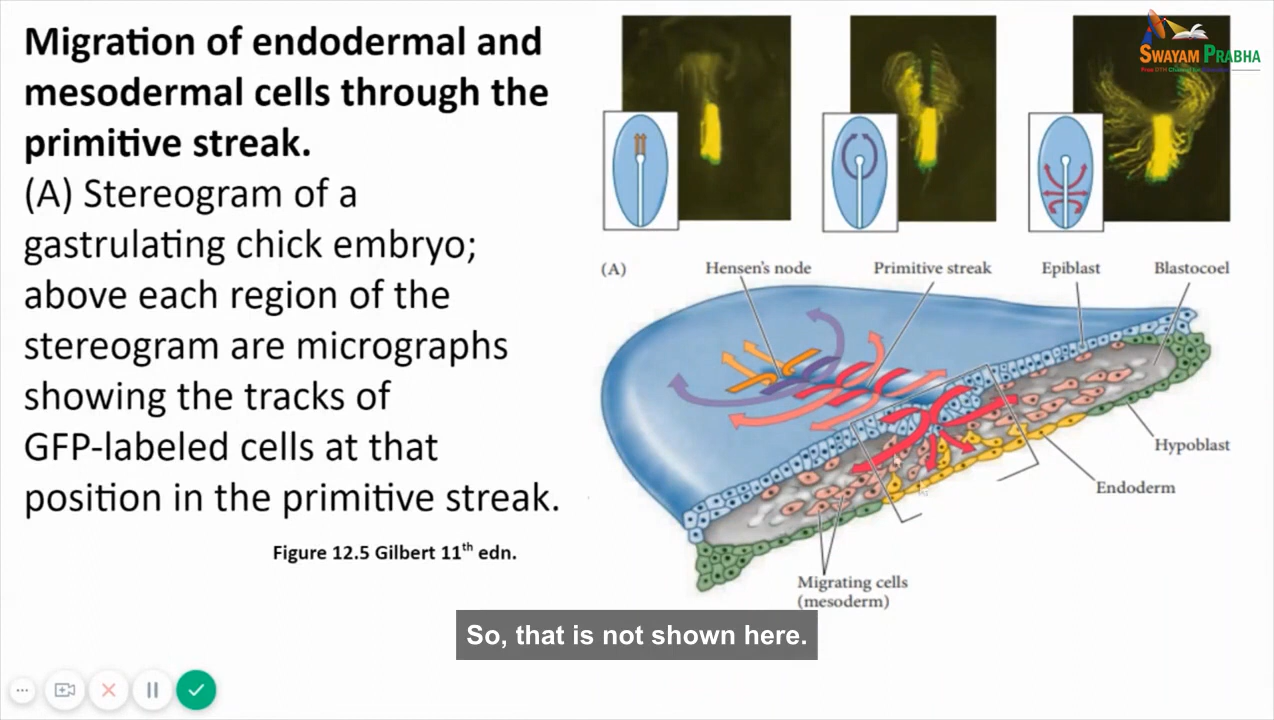 Migration of endodermal and
mesodermal cells through the
primitive streak.
(A) Stereogram of a
gastrulating chick embryo;
above each region of the
stereogram are micrographs
showing the tracks of
GFP-labeled cells at that
position in the primitive streak.
Figure 12.5 Gilbert 11th edn.
SWAYAM PRABHA
(A)
Hensen's node
Primitive streak
Epiblast
Blastocoel
Hypoblast
Endoderm
Migrating cells
(mesoderm)
So, that is not shown here.